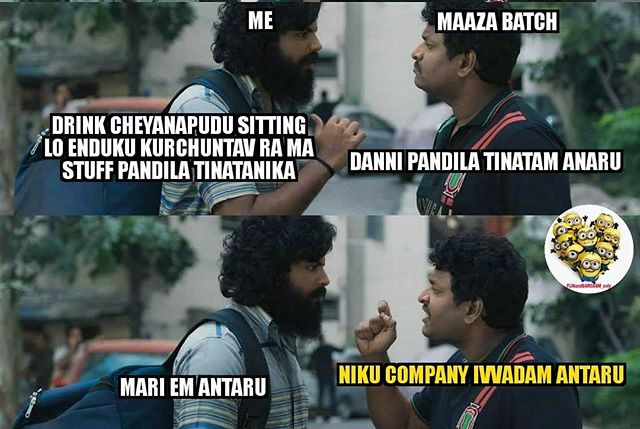 ME
MAAZA BATCH
DRINK CHEYANAPUDU SITTING
LO ENDUKU KURCHUNTAV RA MA
STUFF PANDILA TINATANIKA
DANNI PANDILA TINATAM ANARU
MARI EM ANTARU
NIKU COMPANY IVVADAM ANTARU
FUNandSARCASM_only